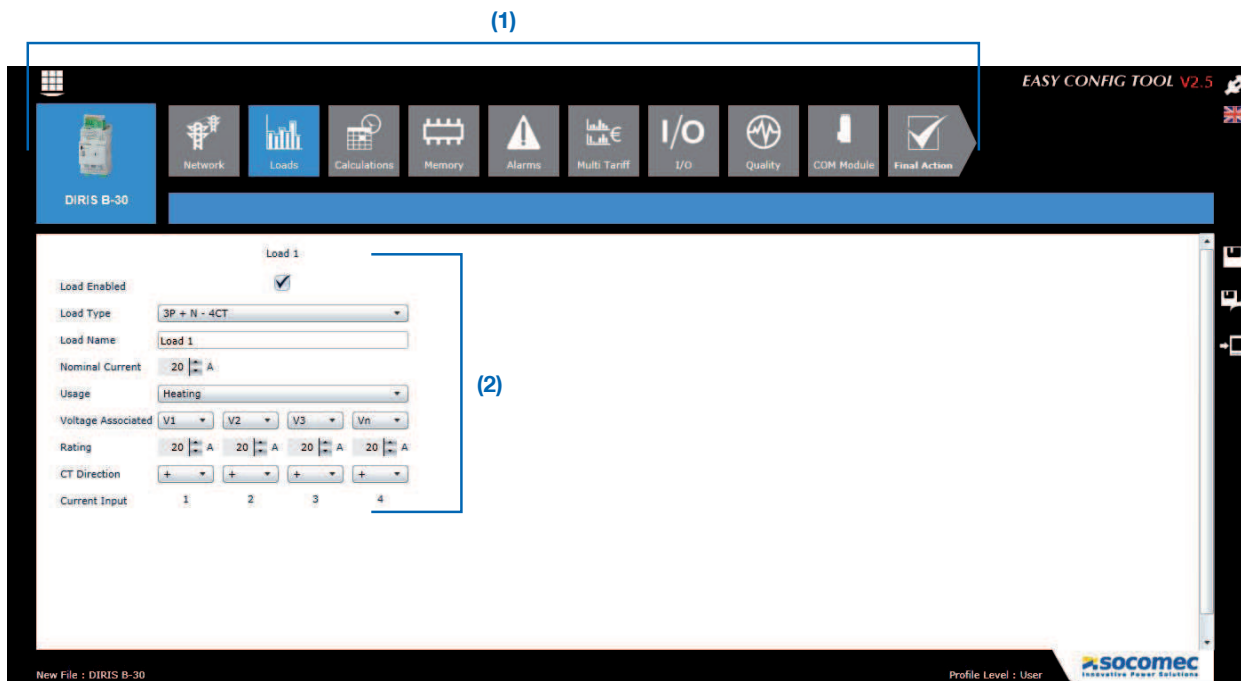 (1)
EASY CONFIG TOOL V2.5
Network
Loads
Calculations
Memory
Alarms
Multi Tariff
I/O
I/O
Quality
COM Module
Final Action
€
DIRIS B-30
Load 1
Load Enabled
Load Type 3P + N - 4CT
Load Name Load 1
Nominal Current 20 A
Usage Heating
(2)
Voltage Associated V1 V2 V3 Vn
Rating 20 A 20 A 20 A 20 A
CT Direction + + + +
Current Input 1 2 3 4
New File : DIRIS B-30
Profile Level : User
socomec
Innovative Power Solutions